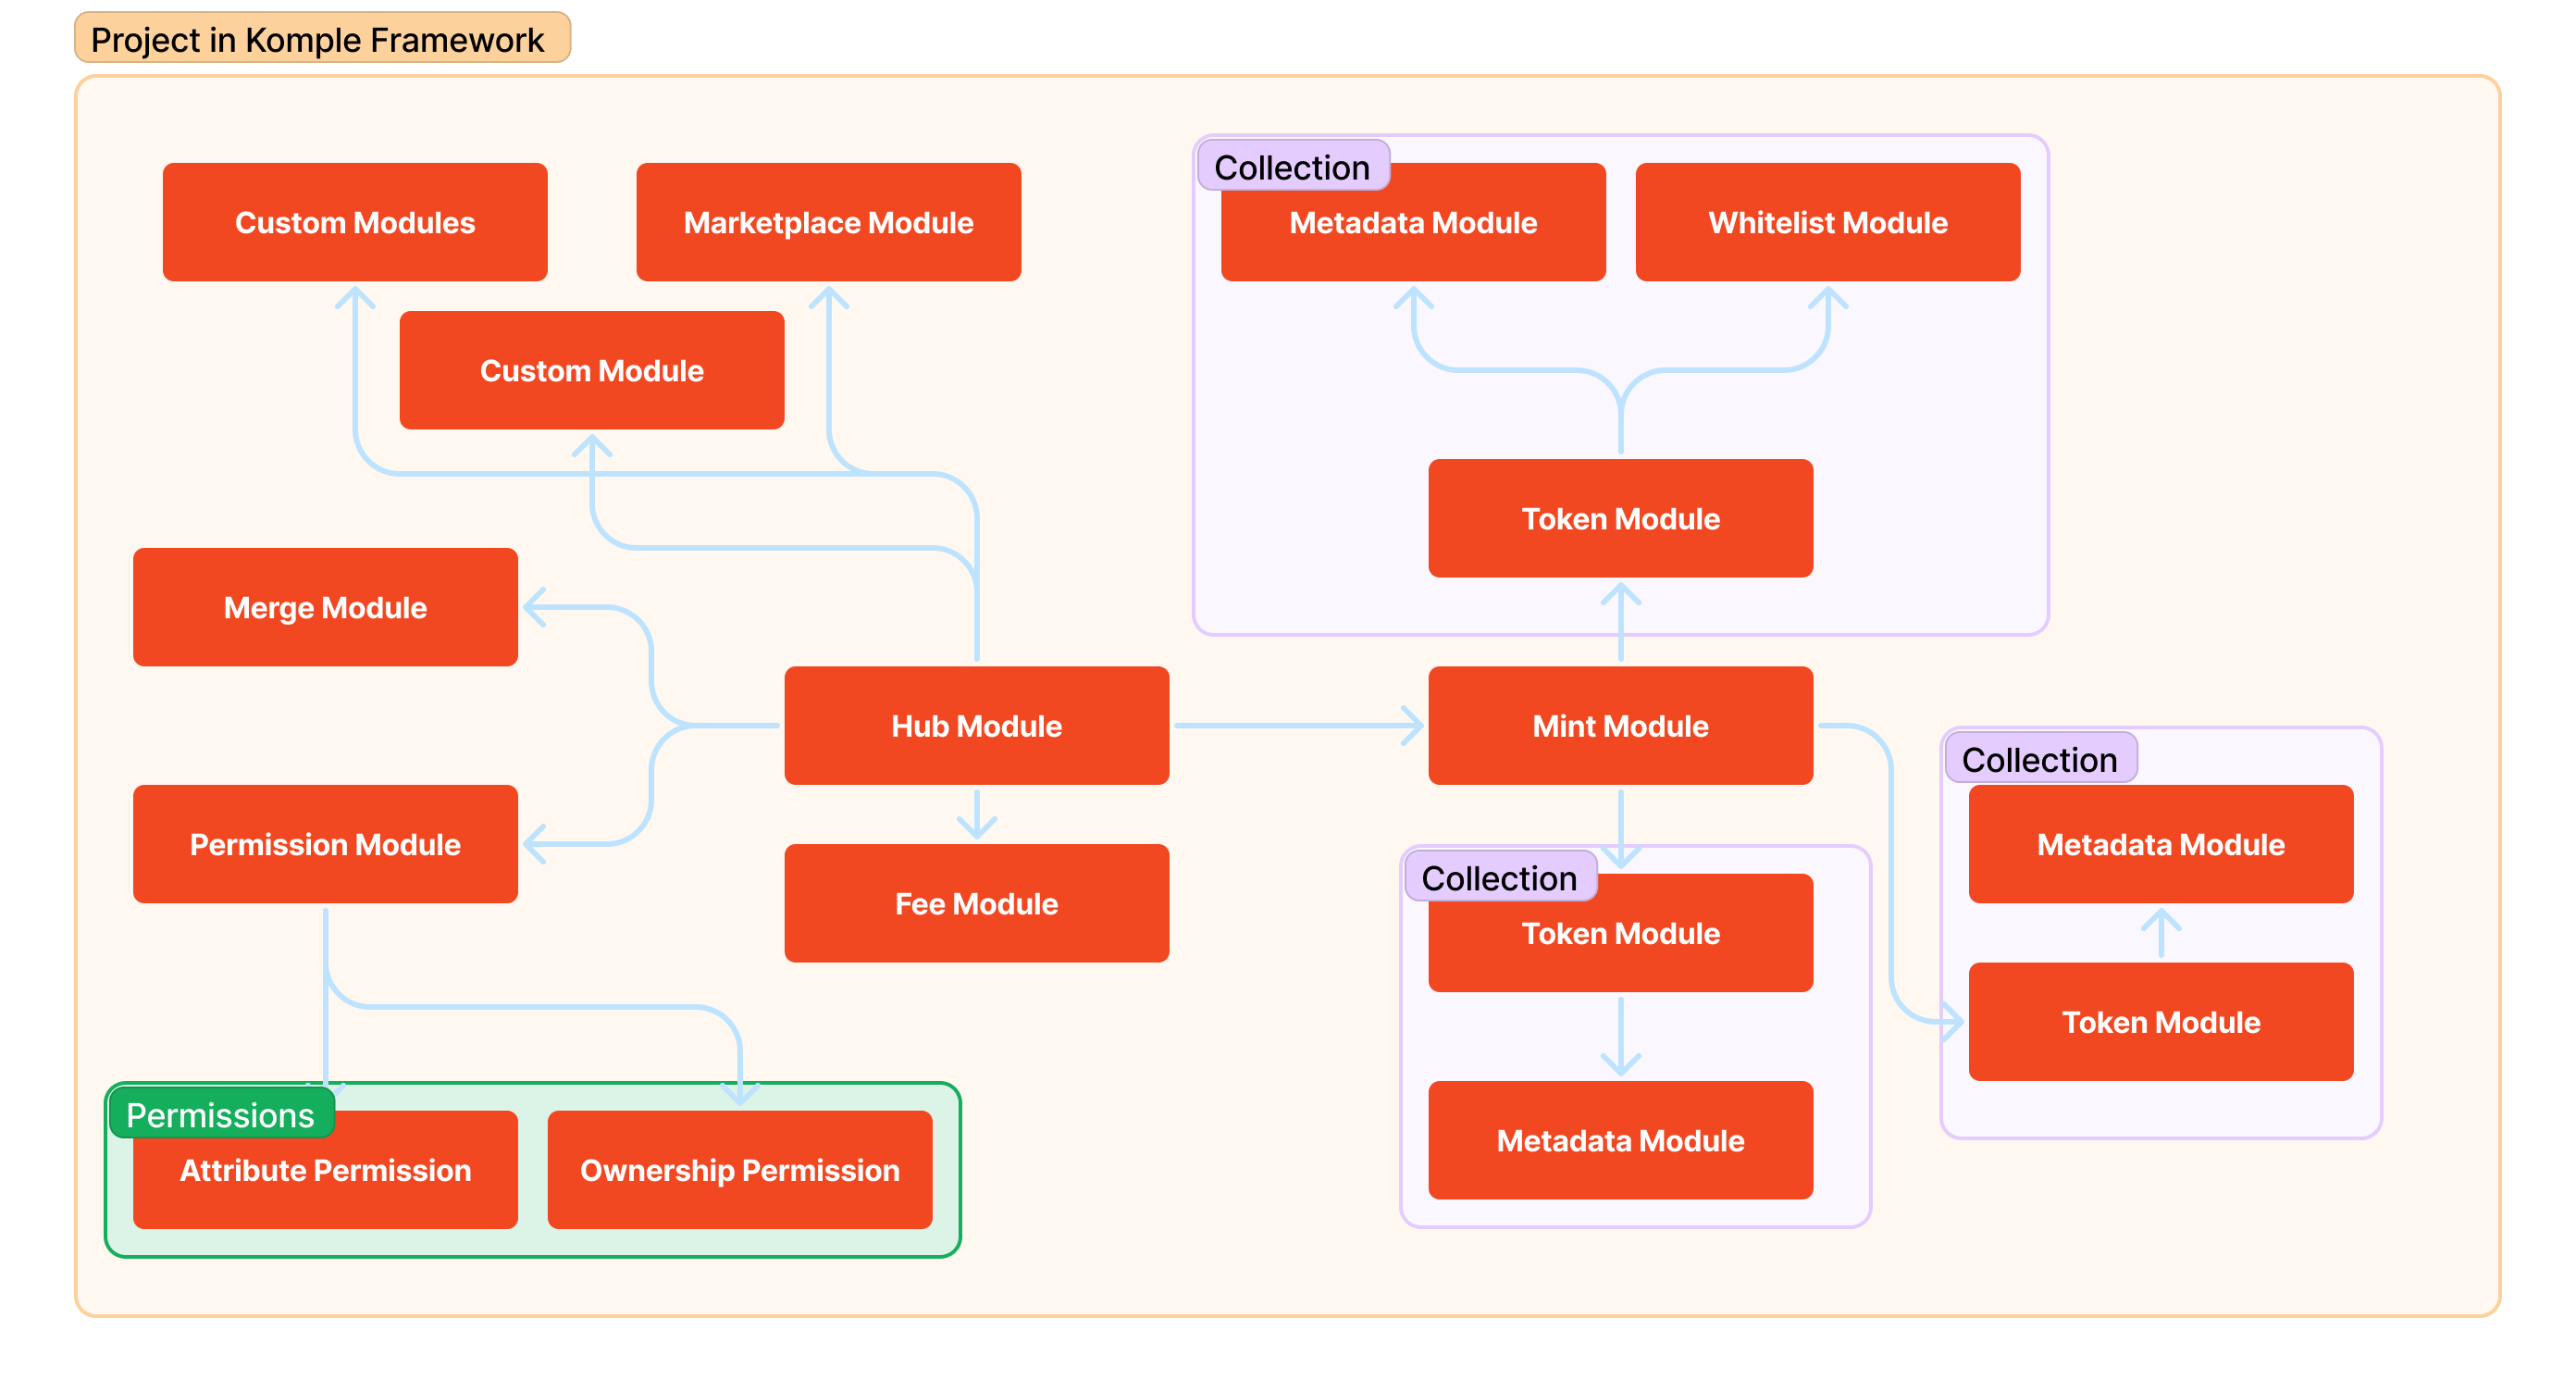 Project in Komple Framework
Collection
Custom Modules
Marketplace Module
Metadata Module
Whitelist Module
Custom Module
Token Module
Merge Module
Hub Module
Mint Module
Collection
Permission Module
Metadata Module
Collection
Fee Module
Token Module
Token Module
Permissions
Metadata Module
Attribute Permission
Ownership Permission